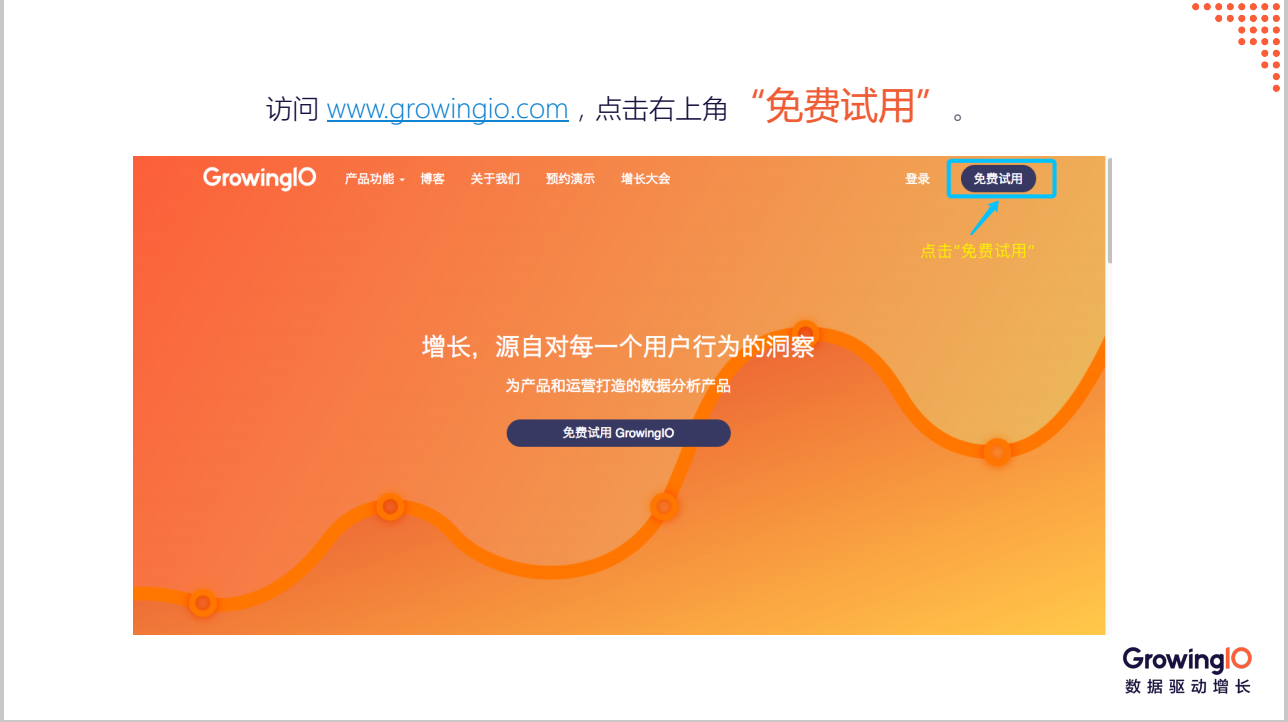 访问 www.growingio.com，点击右上角 “免费试用” 。
GrowingIO 产品功能 博客 关于我们 预约演示 增长大会 登录 免费试用
点击“免费试用”
增长，源自对每一个用户行为的洞察
为产品和运营打造的数据分析产品
免费试用 GrowingIO
GrowingIO
数据驱动增长